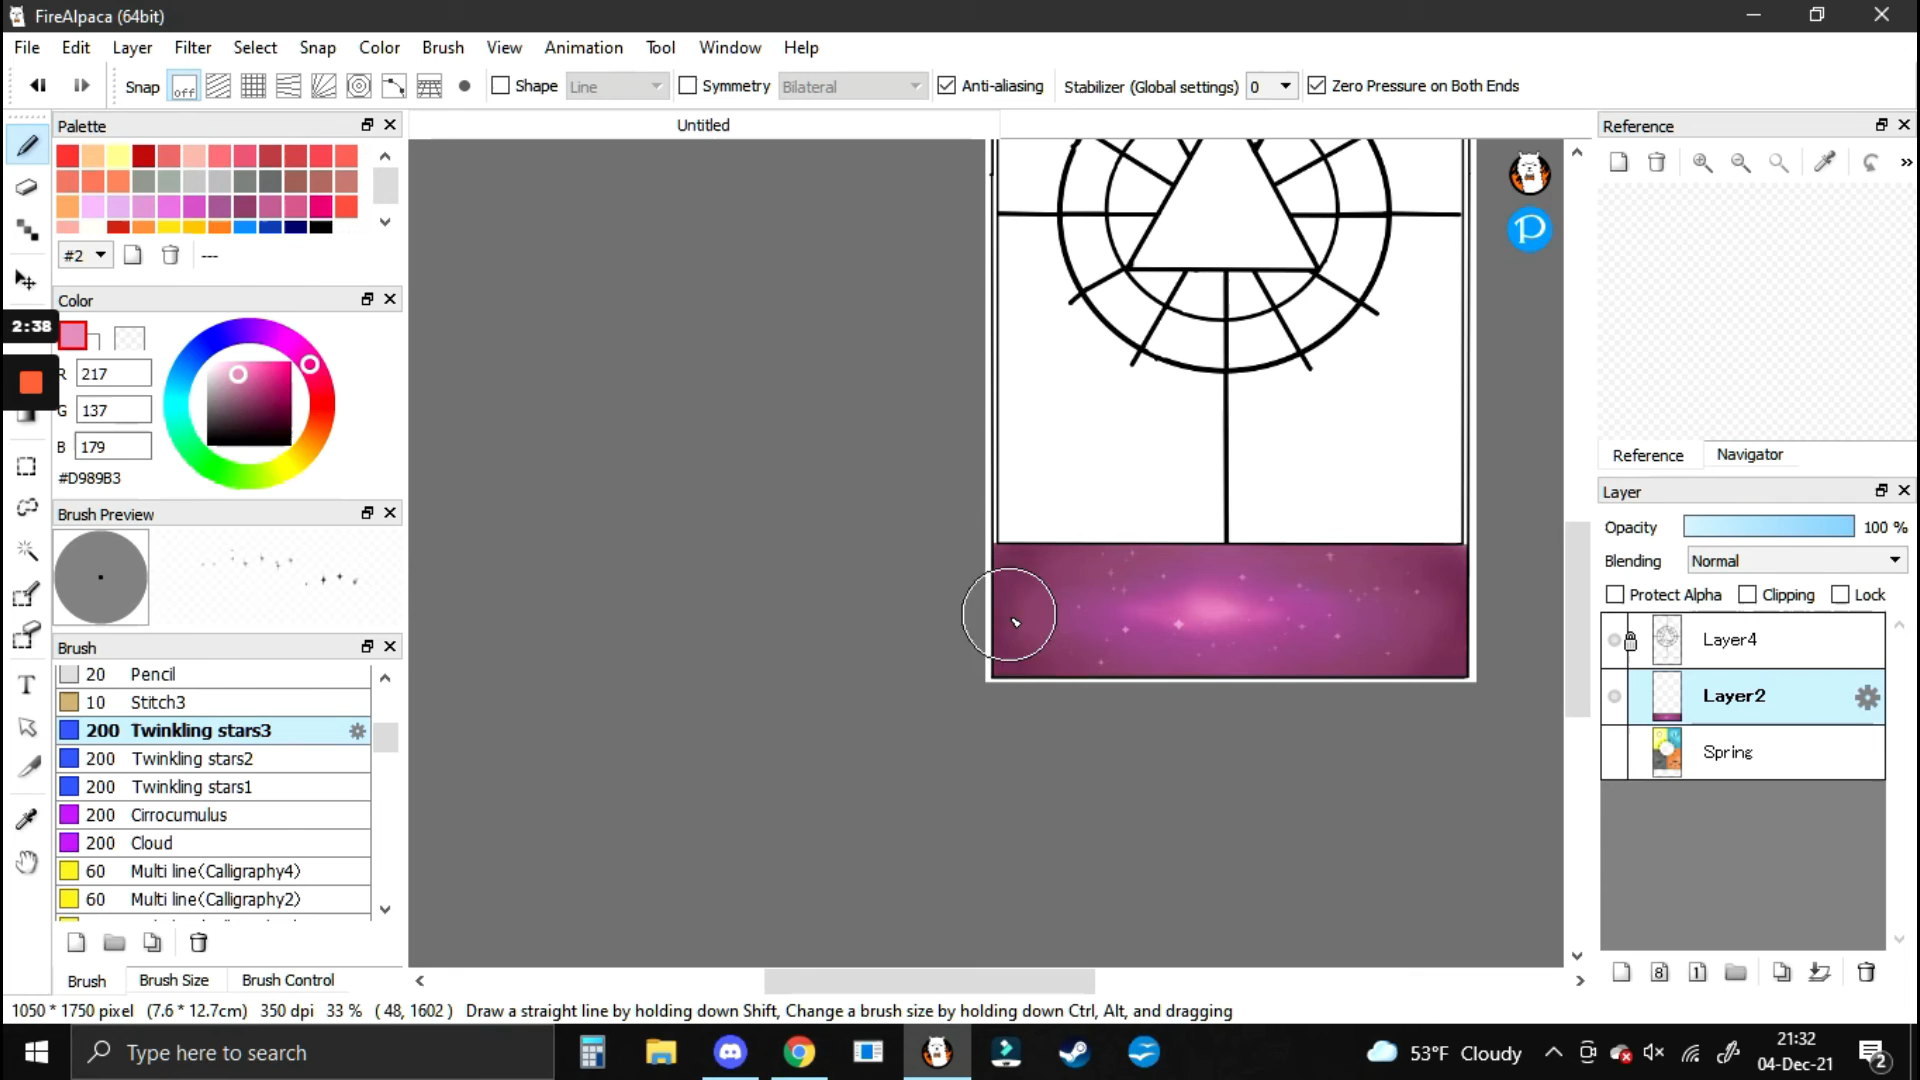 FireAlpaca (64bit)
File Edit Layer Filter Select Snap Color Brush View Animation Tool Window Help
Snap off Shape Line Symmetry Bilateral Anti-aliasing Stabilizer (Global settings) 0 Zero Pressure on Both Ends
Palette
Untitled
Reference
#2 ---
Color
2:38
R 217
G 137
B 179
#D989B3
Reference Navigator
Layer
Brush Preview
Opacity 100 %
Blending Normal
Protect Alpha Clipping Lock
Layer4
Layer2
Spring
Brush
20 Pencil
10 Stitch3
200 Twinkling stars3
200 Twinkling stars2
200 Twinkling stars1
200 Cirrocumulus
200 Cloud
60 Multi line(Calligraphy4)
60 Multi line(Calligraphy2)
8 1
T
P
Brush Brush Size Brush Control
1050 * 1750 pixel (7.6 * 12.7cm) 350 dpi 33 % ( 48, 1602 ) Draw a straight line by holding down Shift, Change a brush size by holding down Ctrl, Alt, and dragging
Type here to search
53°F Cloudy
21:32
04-Dec-21
2